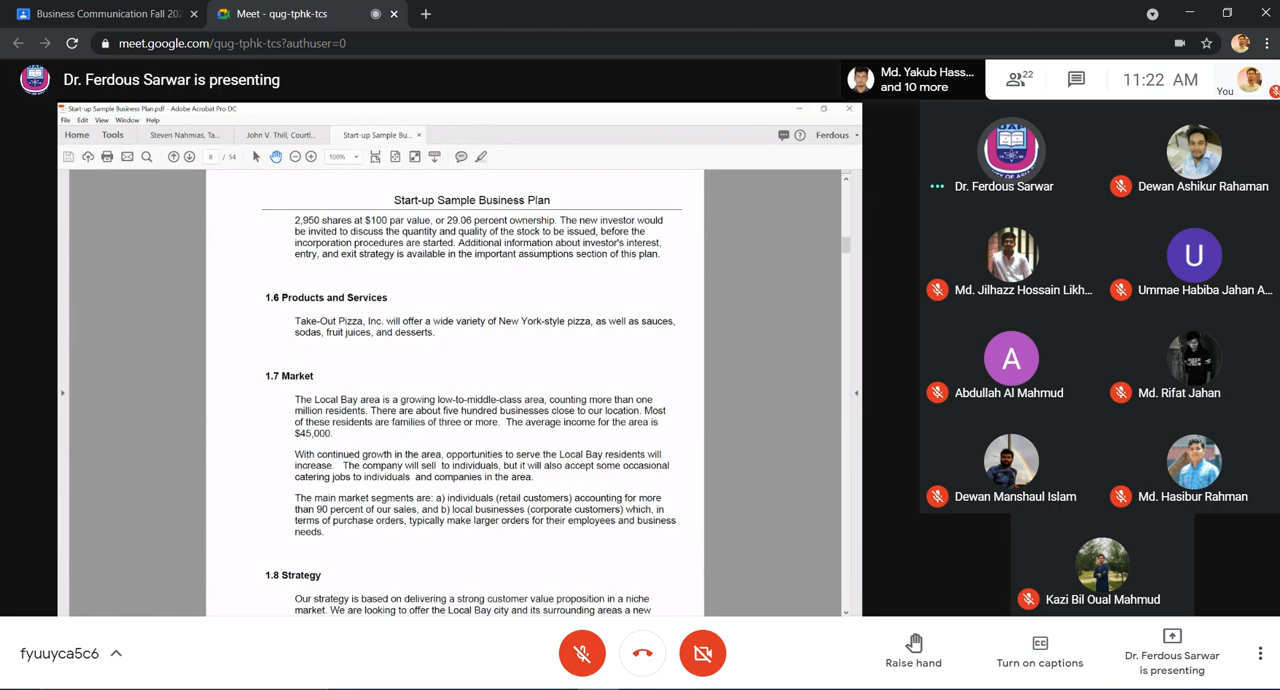 Business Communication Fall 202
Meet - qug-tphk-tcs
meet.google.com/qug-tphk-tcs?authuser=0
Dr. Ferdous Sarwar is presenting
Md. Yakub Hass...
and 10 more
22
11:22 AM
You
Start-up Sample Business Plan.pdf - Adobe Acrobat Pro DC
File Edit View Window Help
Home Tools Steven Nahmias, Ta... John V. Thill, Courtl... Start-up Sample Bu... × Ferdous
8 / 54 100%
Start-up Sample Business Plan
2,950 shares at $100 par value, or 29.06 percent ownership. The new investor would
be invited to discuss the quantity and quality of the stock to be issued, before the
incorporation procedures are started. Additional information about investor's interest,
entry, and exit strategy is available in the important assumptions section of this plan.
1.6 Products and Services
Take-Out Pizza, Inc. will offer a wide variety of New York-style pizza, as well as sauces,
sodas, fruit juices, and desserts.
1.7 Market
The Local Bay area is a growing low-to-middle-class area, counting more than one
million residents. There are about five hundred businesses close to our location. Most
of these residents are families of three or more. The average income for the area is
$45,000.
With continued growth in the area, opportunities to serve the Local Bay residents will
increase. The company will sell to individuals, but it will also accept some occasional
catering jobs to individuals and companies in the area.
The main market segments are: a) individuals (retail customers) accounting for more
than 90 percent of our sales, and b) local businesses (corporate customers) which, in
terms of purchase orders, typically make larger orders for their employees and business
needs.
1.8 Strategy
Our strategy is based on delivering a strong customer value proposition in a niche
market. We are looking to offer the Local Bay city and its surrounding areas a new
Dr. Ferdous Sarwar
Dewan Ashikur Rahaman
Md. Jilhazz Hossain Likh...
U
Ummae Habiba Jahan A...
A
Abdullah Al Mahmud
Md. Rifat Jahan
Dewan Manshaul Islam
Md. Hasibur Rahman
Kazi Bil Oual Mahmud
fyuuyca5c6
Raise hand
CC
Turn on captions
Dr. Ferdous Sarwar
is presenting